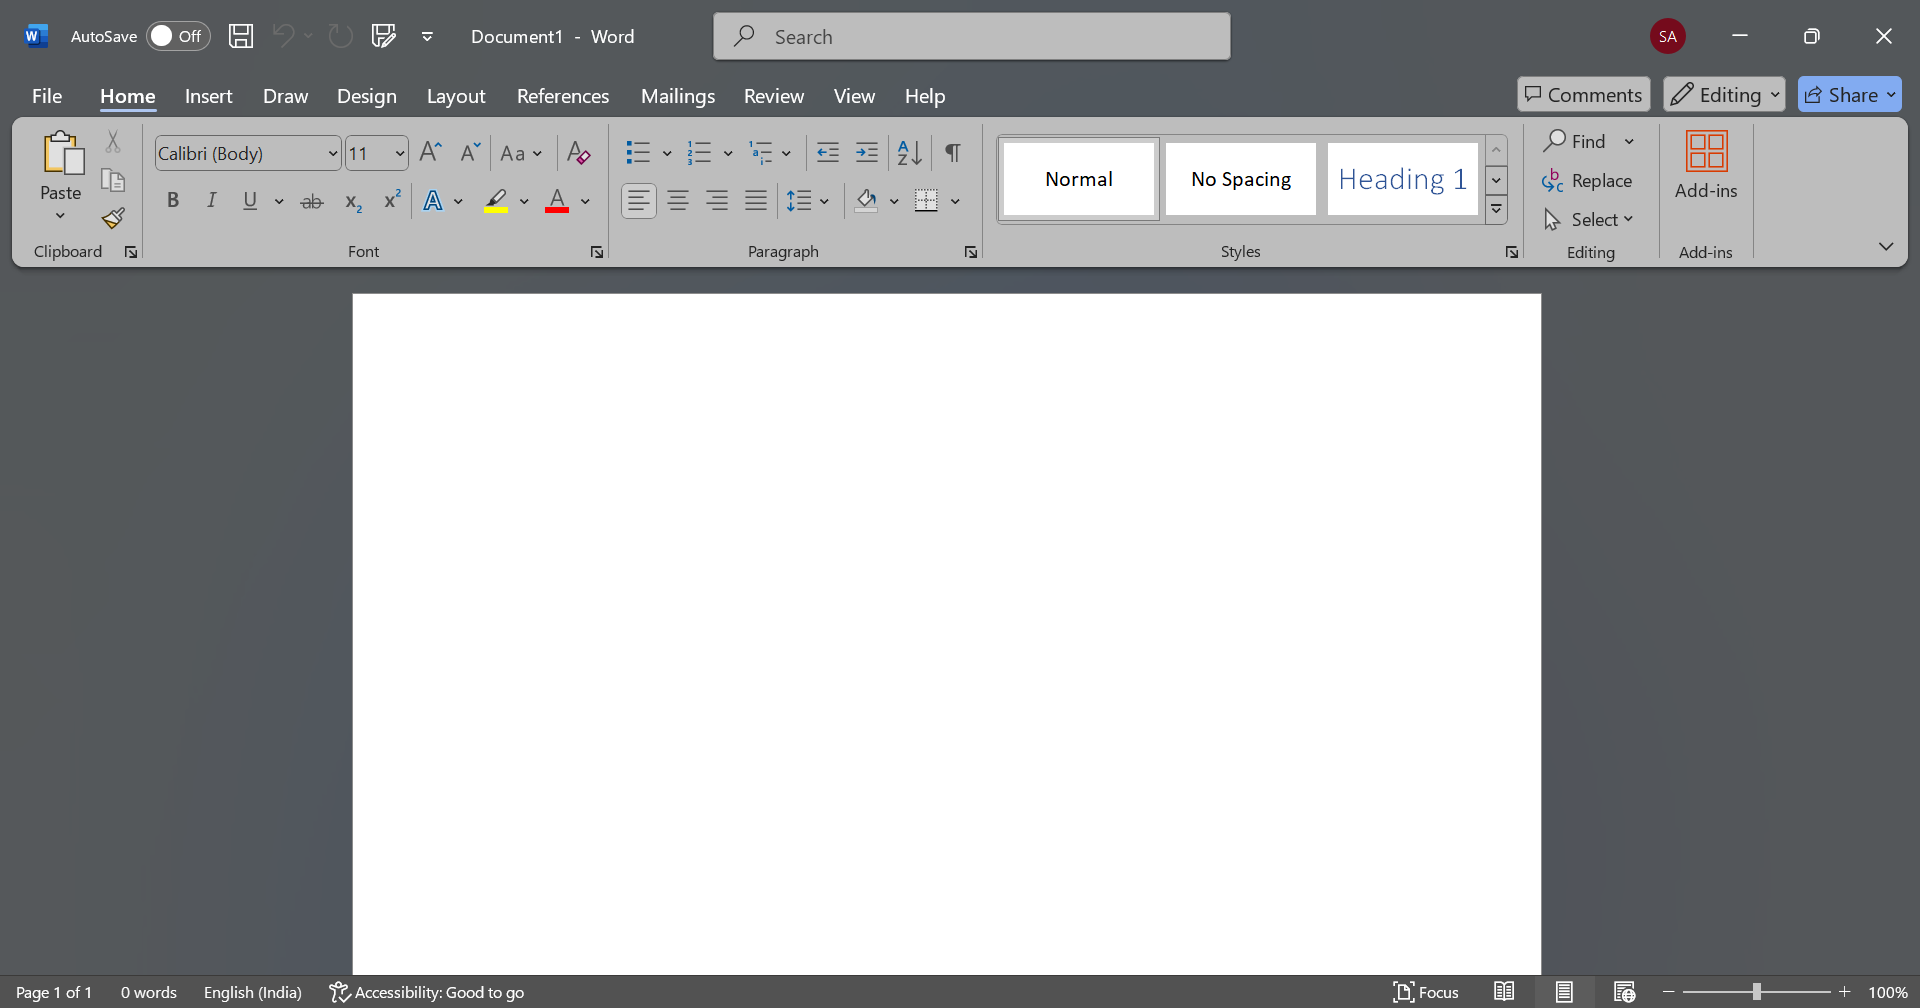 AutoSave Off Document1 - Word Search SA
File Home Insert Draw Design Layout References Mailings Review View Help Comments Editing Share
Paste
Clipboard
Calibri (Body) 11 Aa
B I U ab x₂ x² A A
Font
Paragraph
Normal No Spacing Heading 1
Styles
Find
Replace
Select
Editing
Add-ins
Add-ins
Page 1 of 1 0 words English (India) Accessibility: Good to go Focus 100%